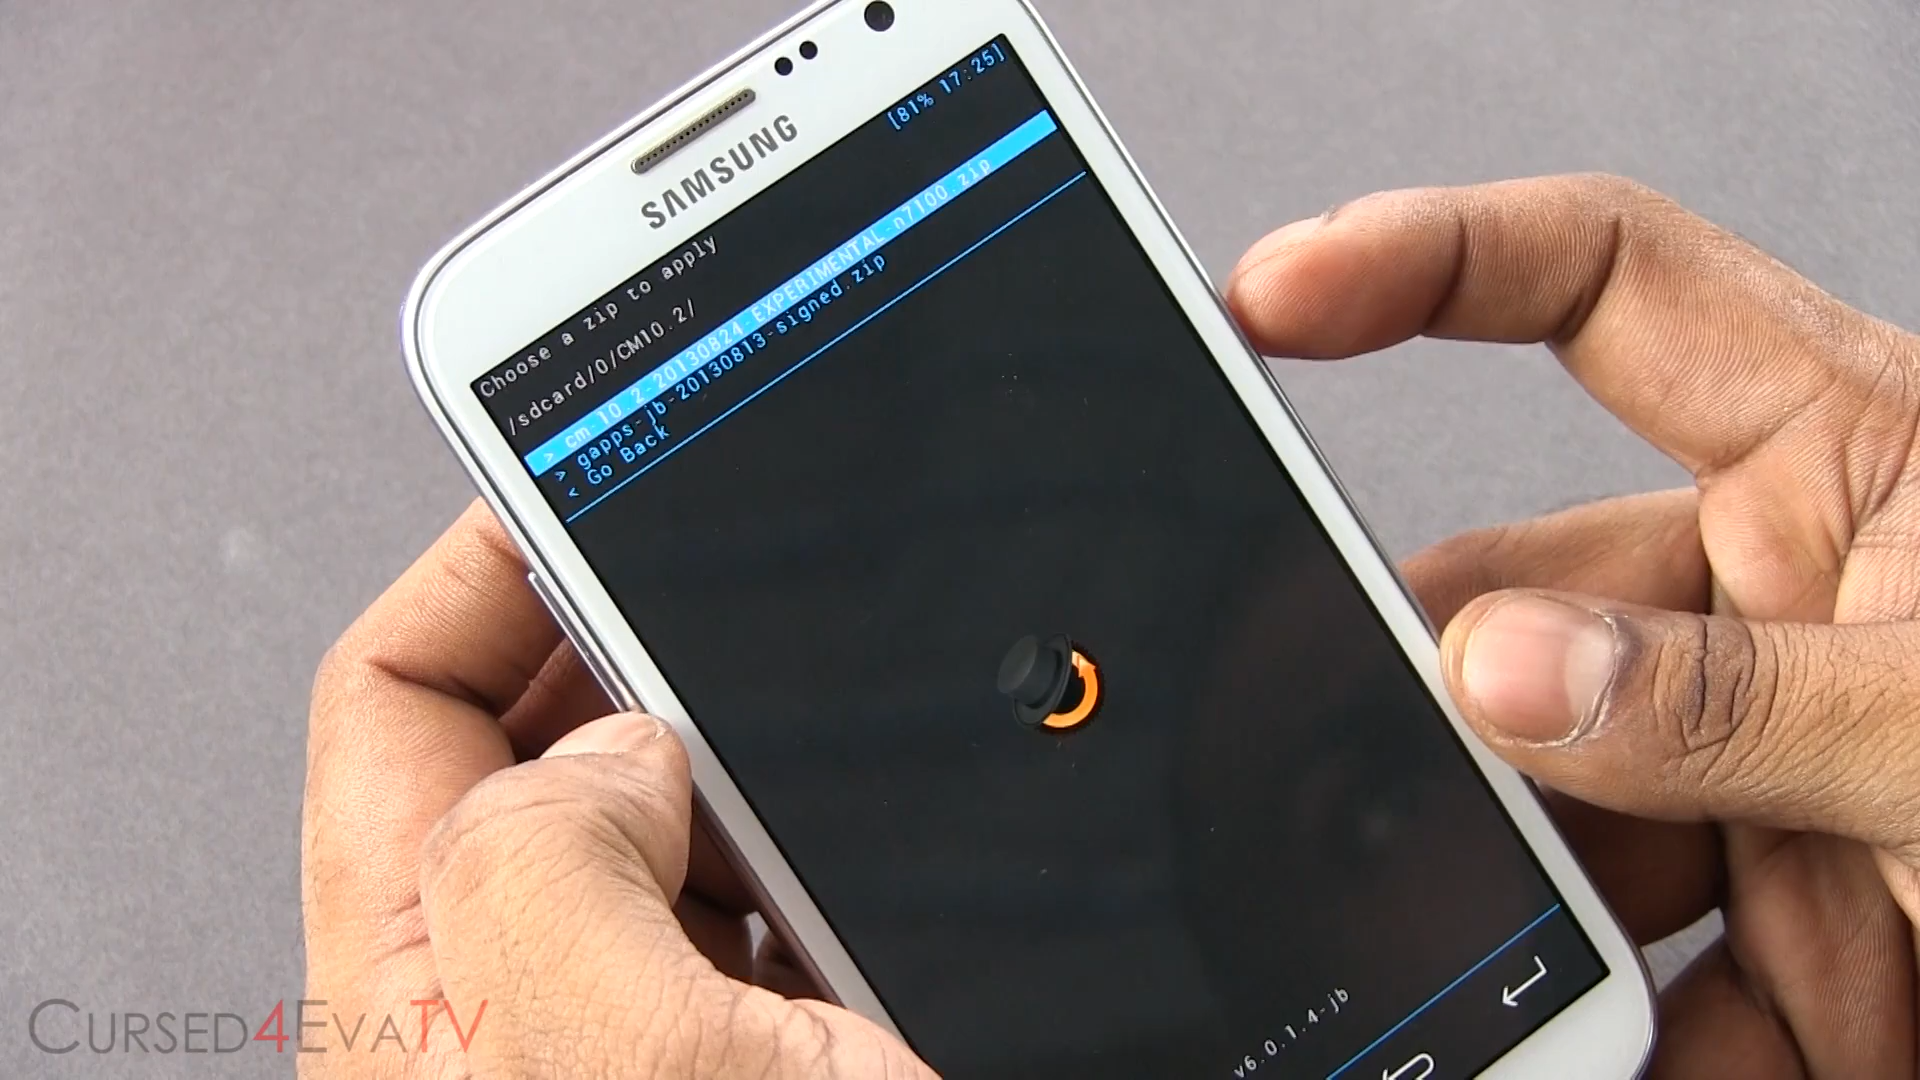 SAMSUNG
[81% 17:25]
Choose a zip to apply
/sdcard/0/CM10.2/
> cm-10.2-20130824-EXPERIMENTAL-n7100.zip
> gapps-jb-20130813-signed.zip
< Go Back
v6.0.1.4-jb
CURSED4EVATV